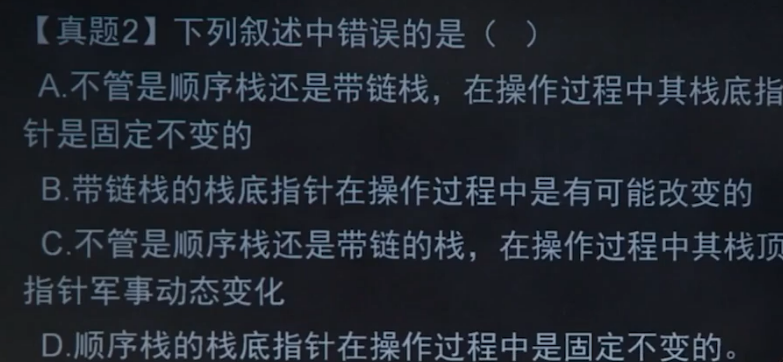 【真题2】下列叙述中错误的是（ ）
A.不管是顺序栈还是带链栈，在操作过程中其栈底指
针是固定不变的
B.带链栈的栈底指针在操作过程中是有可能改变的
C.不管是顺序栈还是带链的栈，在操作过程中其栈顶
指针军事动态变化
D.顺序栈的栈底指针在操作过程中是固定不变的。